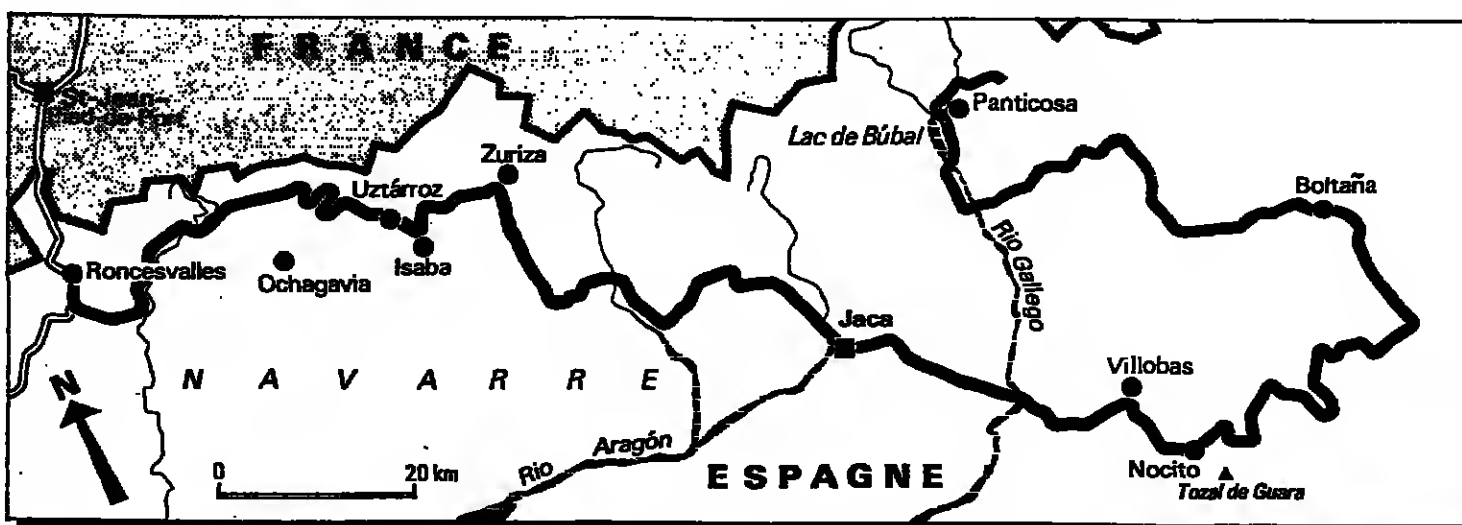 FRANCE
St-Jean-
Pied-de-Port
Panticosa
Lac de Búbal
Zuriza
Uztárroz
Boltaña
Roncesvalles
Isaba
Ochagavia
Rio Gallego
Jaca
N
NAVARRE
Villobas
0 20 km
Rio Aragón
ESPAGNE
Nocito
Tozal de Guara